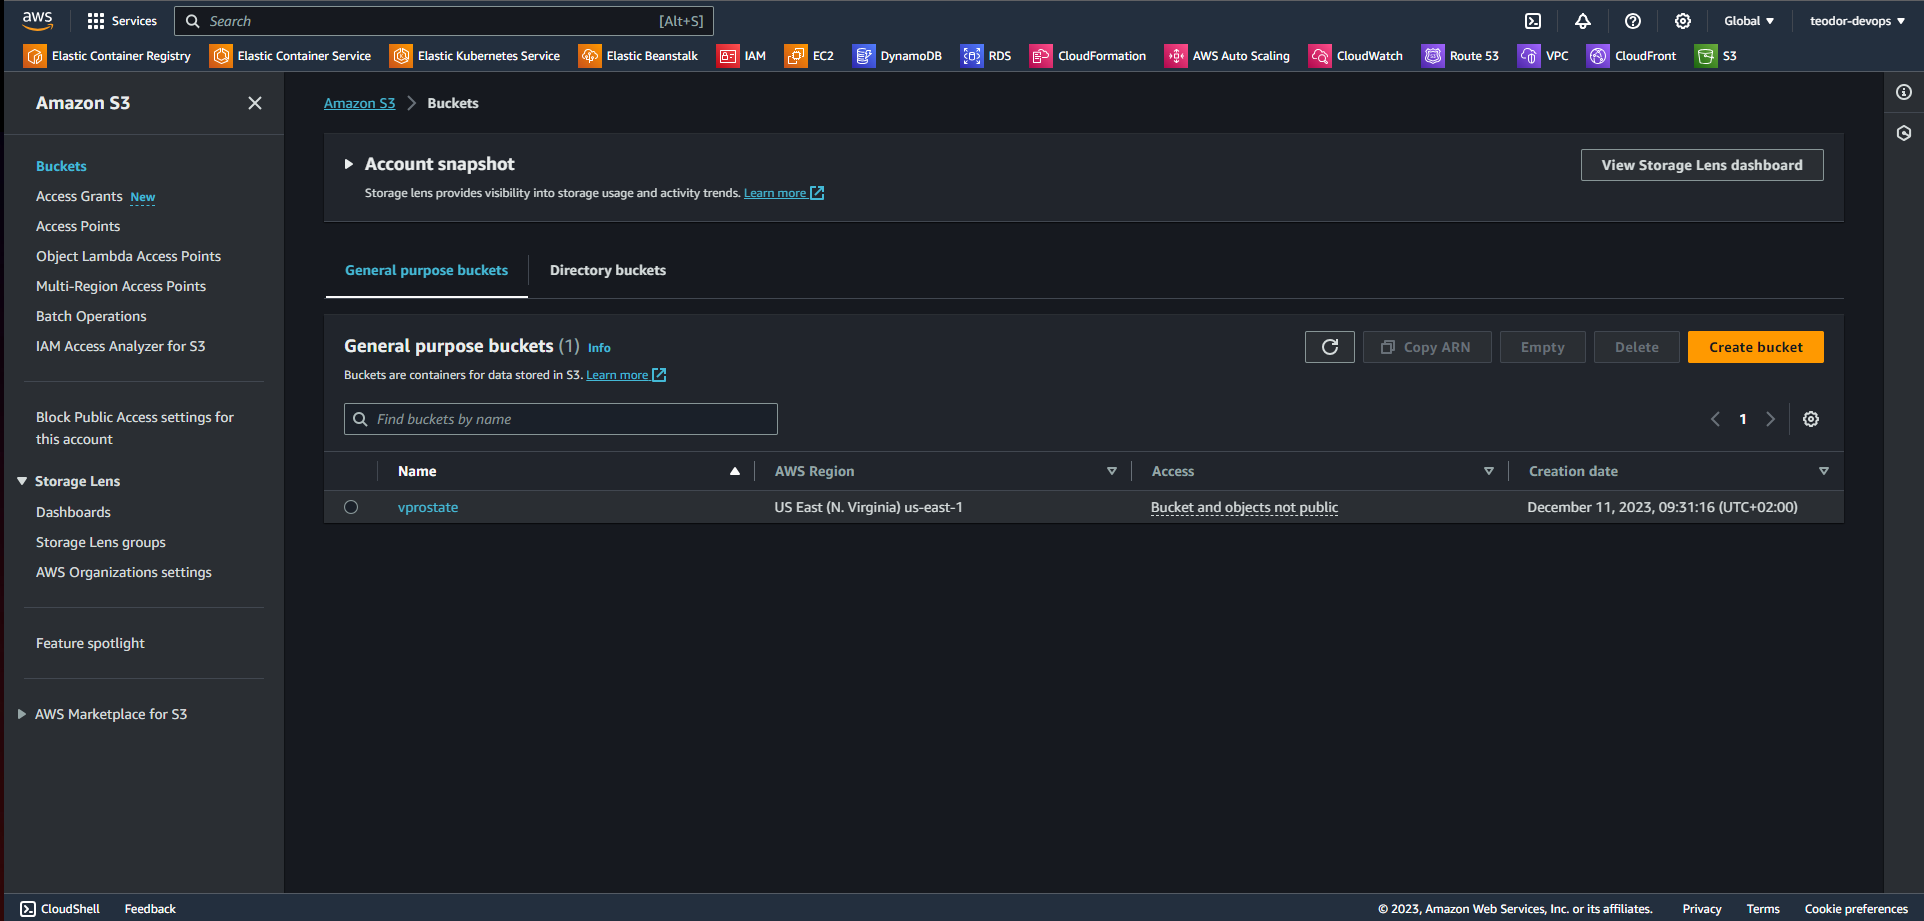 aws Services Search [Alt+S] Global teodor-devops
Elastic Container Registry Elastic Container Service Elastic Kubernetes Service Elastic Beanstalk IAM EC2 DynamoDB RDS CloudFormation AWS Auto Scaling CloudWatch Route 53 VPC CloudFront S3
Amazon S3
Buckets
Access Grants New
Access Points
Object Lambda Access Points
Multi-Region Access Points
Batch Operations
IAM Access Analyzer for S3
Block Public Access settings for
this account
Storage Lens
Dashboards
Storage Lens groups
AWS Organizations settings
Feature spotlight
AWS Marketplace for S3
Amazon S3 Buckets
Account snapshot
View Storage Lens dashboard
Storage lens provides visibility into storage usage and activity trends. Learn more
General purpose buckets Directory buckets
General purpose buckets (1) Info
Copy ARN Empty Delete Create bucket
Buckets are containers for data stored in S3. Learn more
Find buckets by name
1
Name AWS Region Access Creation date
vprostate US East (N. Virginia) us-east-1 Bucket and objects not public December 11, 2023, 09:31:16 (UTC+02:00)
CloudShell Feedback © 2023, Amazon Web Services, Inc. or its affiliates. Privacy Terms Cookie preferences